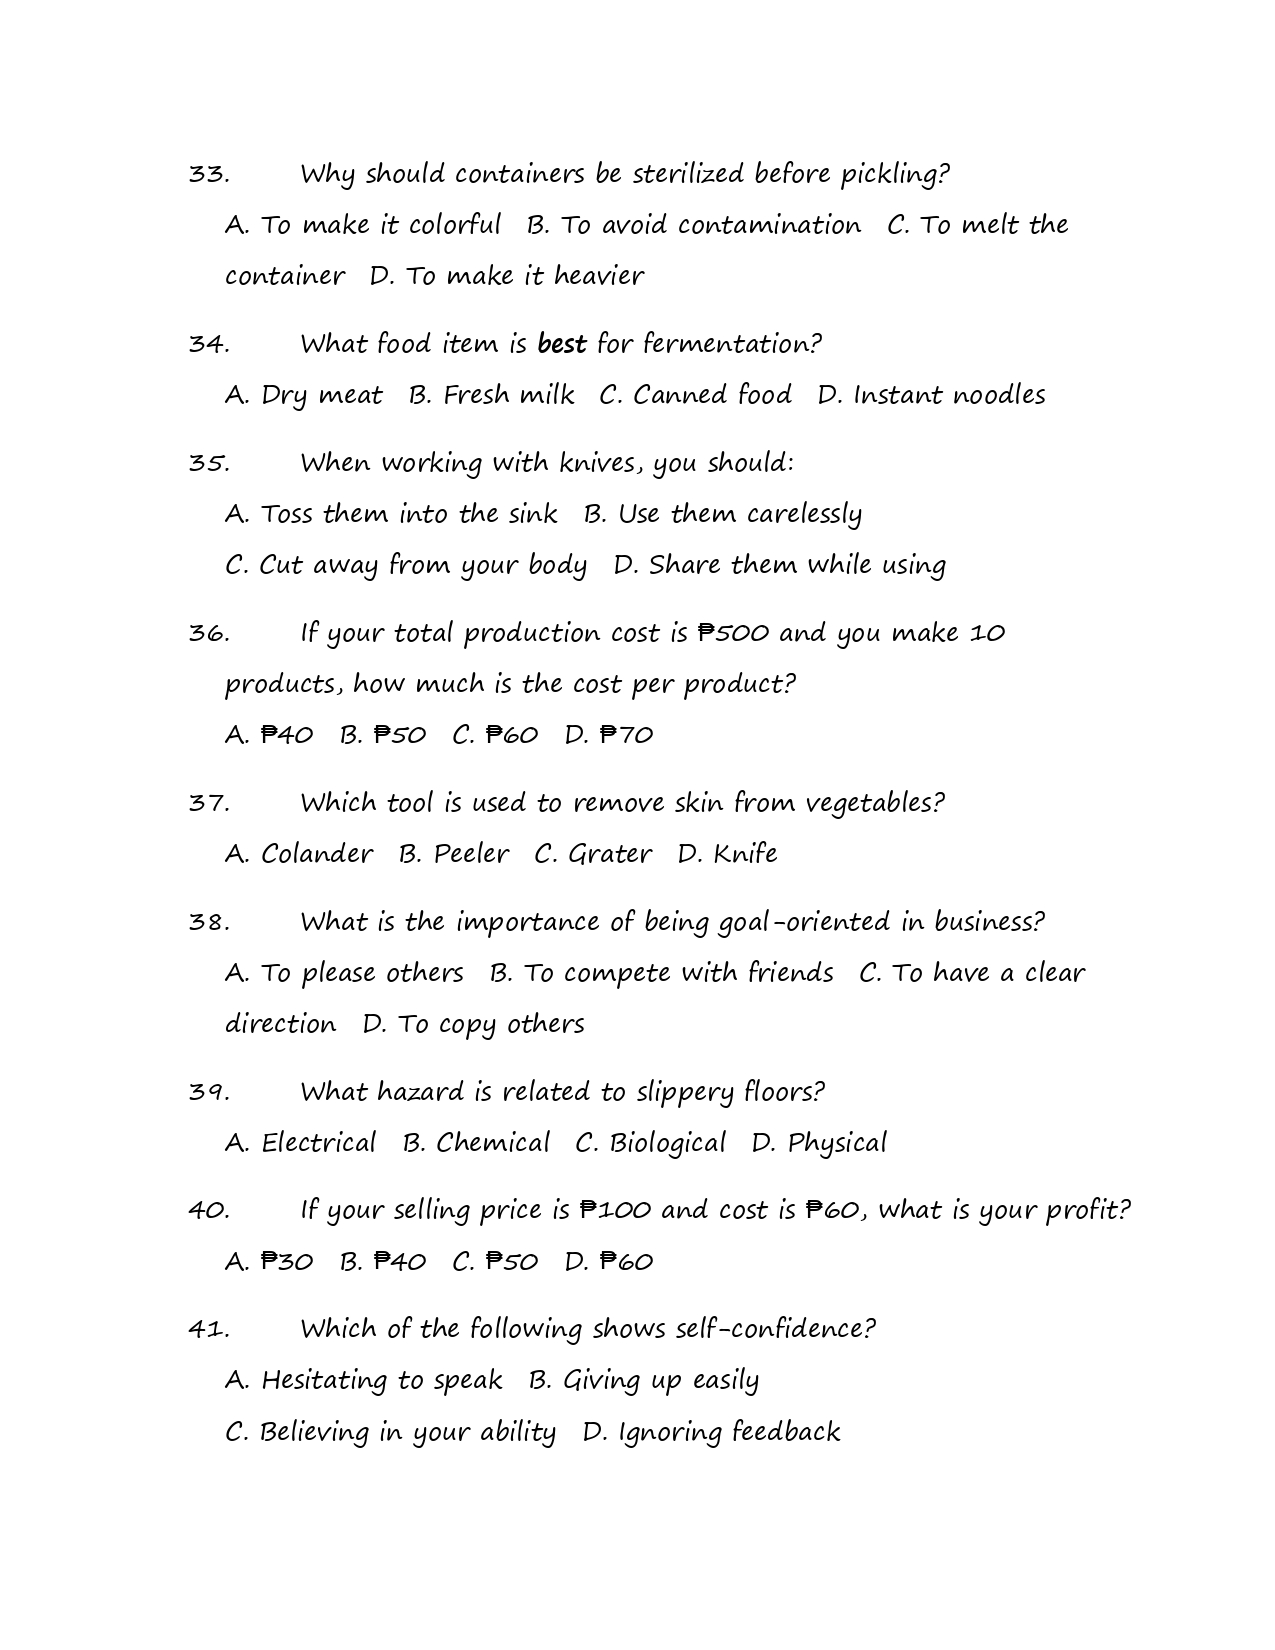 33. Why should containers be sterilized before pickling?
A. To make it colorful B. To avoid contamination C. To melt the
container D. To make it heavier
34. What food item is best for fermentation?
A. Dry meat B. Fresh milk C. Canned food D. Instant noodles
35. When working with knives, you should:
A. Toss them into the sink B. Use them carelessly
C. Cut away from your body D. Share them while using
36. If your total production cost is ₱500 and you make 10
products, how much is the cost per product?
A. ₱40 B. ₱50 C. ₱60 D. ₱70
37. Which tool is used to remove skin from vegetables?
A. Colander B. Peeler C. Grater D. Knife
38. What is the importance of being goal-oriented in business?
A. To please others B. To compete with friends C. To have a clear
direction D. To copy others
39. What hazard is related to slippery floors?
A. Electrical B. Chemical C. Biological D. Physical
40. If your selling price is ₱100 and cost is ₱60, what is your profit?
A. ₱30 B. ₱40 C. ₱50 D. ₱60
41. Which of the following shows self-confidence?
A. Hesitating to speak B. Giving up easily
C. Believing in your ability D. Ignoring feedback